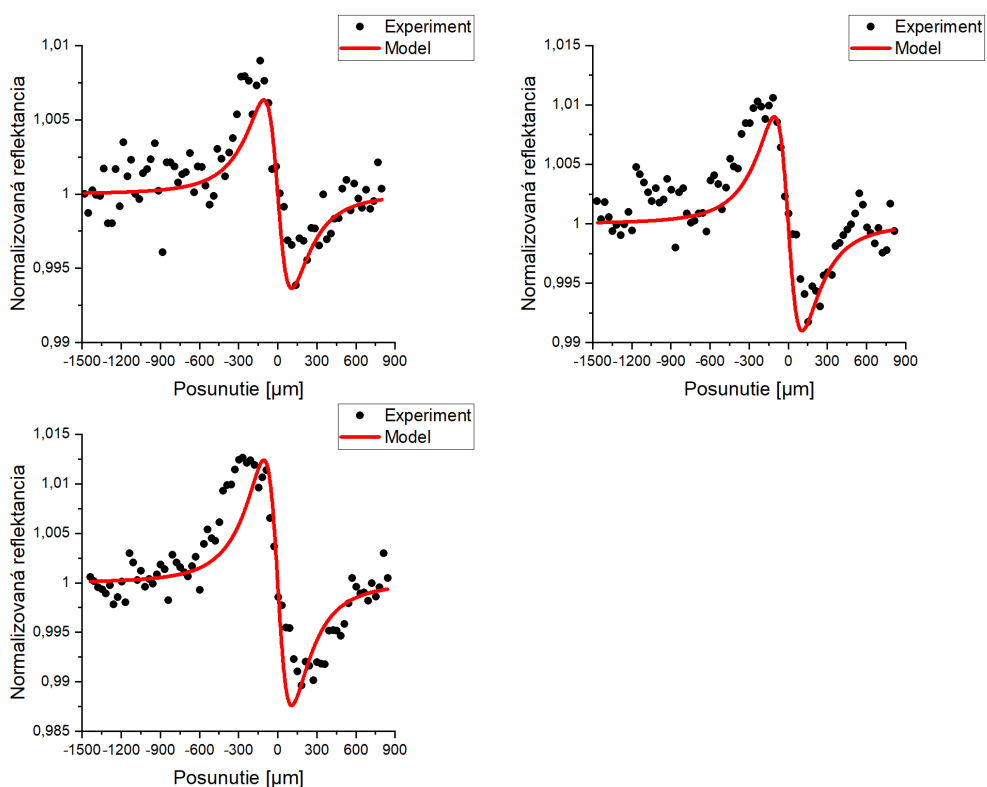 Experiment
Model
1,01
1,005
1
0,995
0,99
Normalizovaná reflektancia
-1500 -1200 -900 -600 -300 0 300 600 900
Posunutie [µm]
Experiment
Model
1,015
1,01
1,005
1
0,995
0,99
Normalizovaná reflektancia
-1500 -1200 -900 -600 -300 0 300 600 900
Posunutie [µm]
Experiment
Model
1,015
1,01
1,005
1
0,995
0,99
0,985
Normalizovaná reflektancia
-1500 -1200 -900 -600 -300 0 300 600 900
Posunutie [µm]